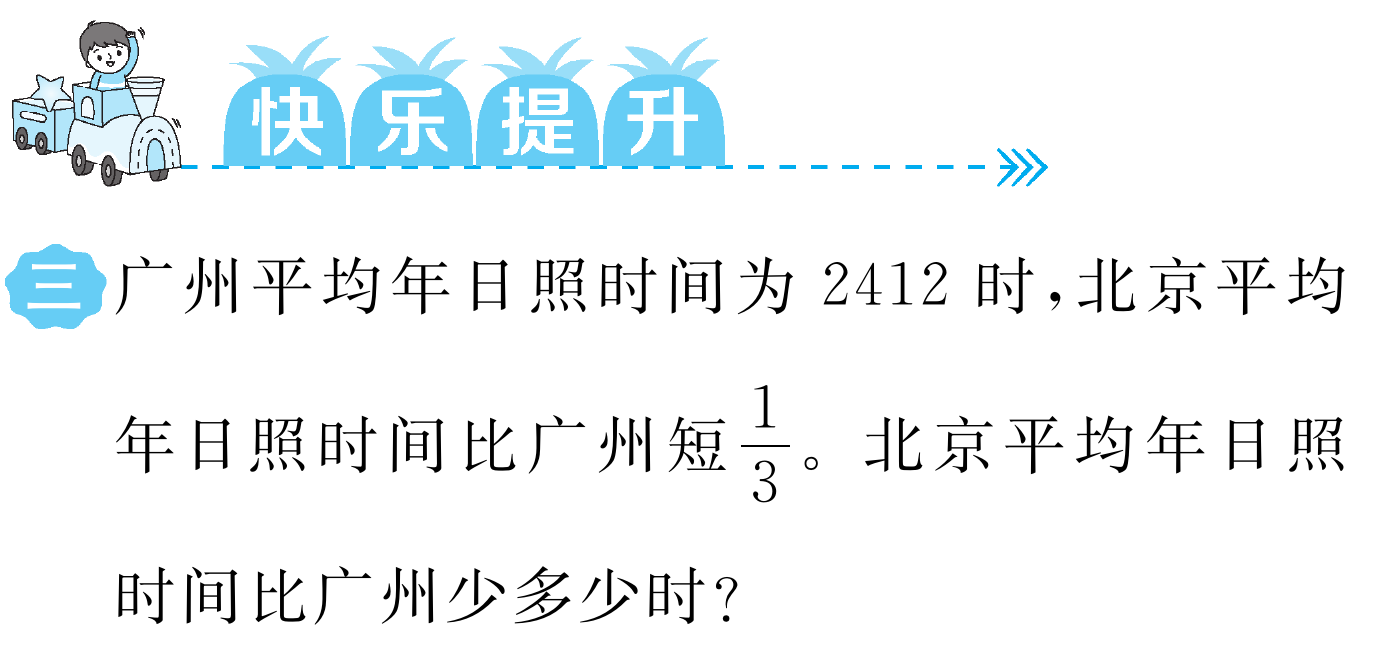 快乐提升
三 广州平均年日照时间为 2412 时,北京平均
年日照时间比广州短1/3。北京平均年日照
时间比广州少多少时?